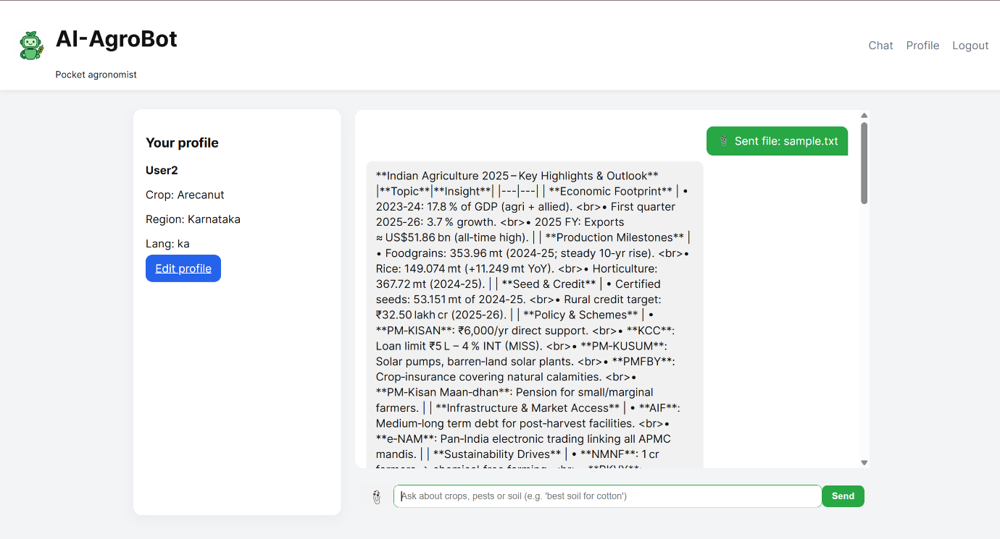 AI-AgroBot
Pocket agronomist
Chat Profile Logout
Your profile
User2
Crop: Arecanut
Region: Karnataka
Lang: ka
Edit profile
Sent file: sample.txt
**Indian Agriculture 2025 – Key Highlights & Outlook**
|**Topic**|**Insight**| |---|---| | **Economic Footprint** | •
2023-24: 17.8 % of GDP (agri + allied). <br>• First quarter
2025-26: 3.7 % growth. <br>• 2025 FY: Exports
≈ US$51.86 bn (all-time high). | | **Production Milestones** |
• Foodgrains: 353.96 mt (2024-25; steady 10-yr rise). <br>•
Rice: 149.074 mt (+11.249 mt YoY). <br>• Horticulture:
367.72 mt (2024-25). | | **Seed & Credit** | • Certified
seeds: 53.151 mt of 2024-25. <br>• Rural credit target:
₹32.50 lakh cr (2025-26). | | **Policy & Schemes** | •
**PM-KISAN**: ₹6,000/yr direct support. <br>• **KCC**:
Loan limit ₹5 L – 4 % INT (MISS). <br>• **PM-KUSUM**:
Solar pumps, barren-land solar plants. <br>• **PMFBY**:
Crop-insurance covering natural calamities. <br>•
**PM-Kisan Maan-dhan**: Pension for small/marginal
farmers. | | **Infrastructure & Market Access** | • **AIF**:
Medium-long term debt for post-harvest facilities. <br>•
**e-NAM**: Pan-India electronic trading linking all APMC
mandis. | | **Sustainability Drives** | • **NMNF**: 1 cr
Ask about crops, pests or soil (e.g. 'best soil for cotton')
Send